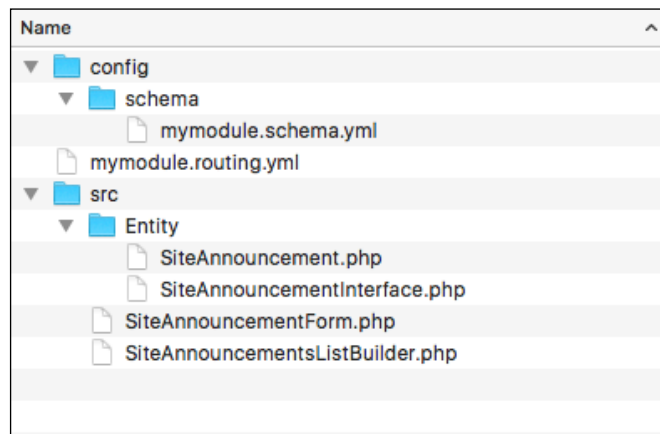 Name
config
schema
mymodule.schema.yml
mymodule.routing.yml
src
Entity
SiteAnnouncement.php
SiteAnnouncementInterface.php
SiteAnnouncementForm.php
SiteAnnouncementsListBuilder.php